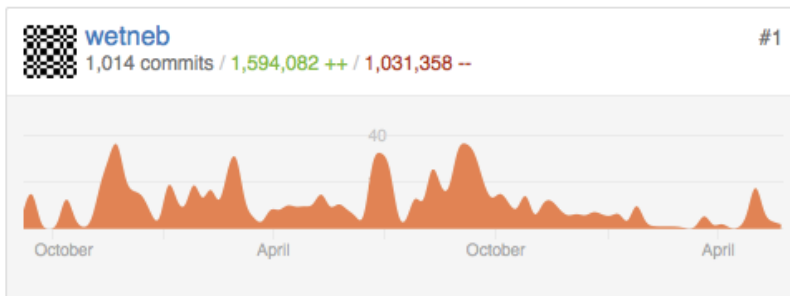 wetneb
#1
1,014 commits / 1,594,082 ++ / 1,031,358 --
40
October April October April